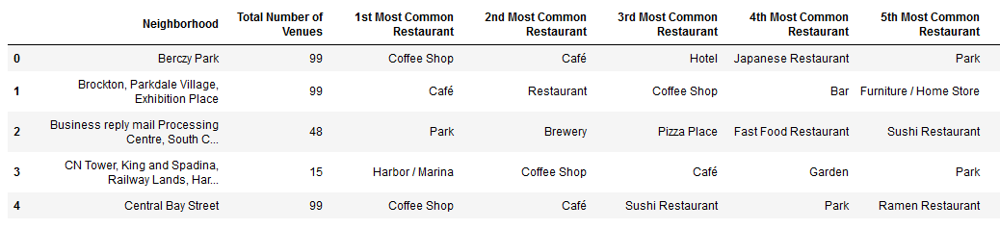 Neighborhood Total Number of Venues 1st Most Common Restaurant 2nd Most Common Restaurant 3rd Most Common Restaurant 4th Most Common Restaurant 5th Most Common Restaurant
0 Berczy Park 99 Coffee Shop Café Hotel Japanese Restaurant Park
1 Brockton, Parkdale Village, Exhibition Place 99 Café Restaurant Coffee Shop Bar Furniture / Home Store
2 Business reply mail Processing Centre, South C... 48 Park Brewery Pizza Place Fast Food Restaurant Sushi Restaurant
3 CN Tower, King and Spadina, Railway Lands, Har... 15 Harbor / Marina Coffee Shop Café Garden Park
4 Central Bay Street 99 Coffee Shop Café Sushi Restaurant Park Ramen Restaurant